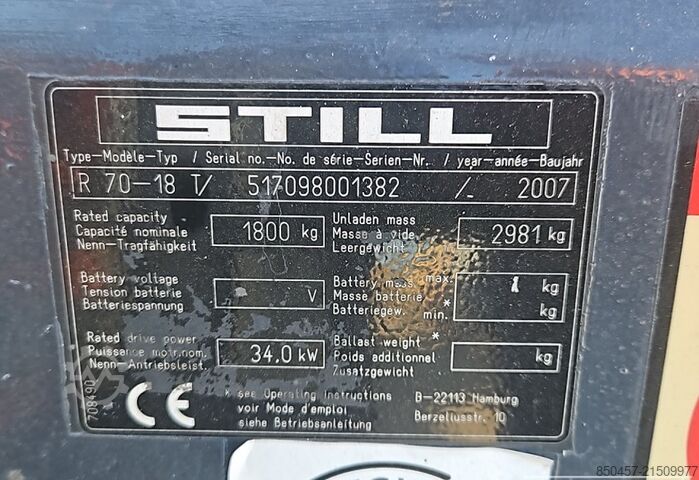 STILL
Type-Modèle-Typ / Serial no.-No. de série-Serien-Nr. / year-année-Baujahr
R 70-18 T/ 517098001382 / 2007
Rated capacity
Capacité nominale
Nenn-Tragfähigkeit
1800 kg
Unladen mass
Masse à vide
Leergewicht
2981 kg
Battery voltage
Tension batterie
Batteriespannung
V
Battery mass max.
Masse batterie *
Batteriegew. min.
kg
kg
Rated drive power
Puissance motr.nom.
Nenn-Antriebsleist.
34.0 kW
Ballast weight *
Poids additionnel
Zusatzgewicht
kg
708490
CE
* see Operating Instructions
voir Mode d'emploi
siehe Betriebsanleitung
B-22113 Hamburg
Berzeliusstr. 10
850457-21509977